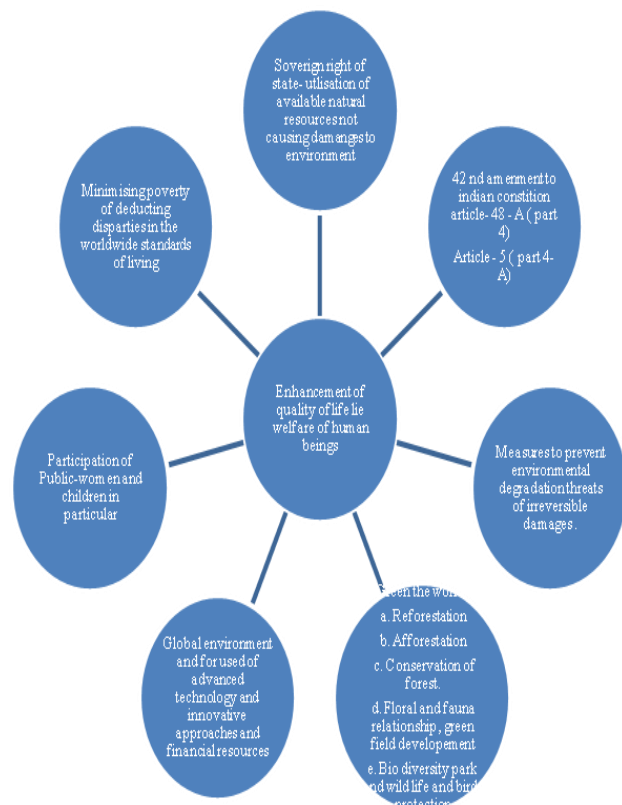 Soverign right of
state- utlisation of
available natural
resources not
causing damanges to
environment
42 nd amenment to
indian constition
article- 48 - A ( part
4)
Article - 5 ( part 4-
A)
Measures to prevent
environmental
degradation threats
of irreversible
damages .
the
a. Reforestation
b. Afforestation
c. Conservation of
forest.
d. Floral and fauna
relationship , green
field developement
e. Bio diversity park
wild life and bird
protection
Global environment
and for used of
advanced
technology and
innovative
approaches and
financial resources
Participation of
Public-women and
children in
particular
Minimising poverty
of deducting
disparties in the
worldwide standards
of living
Enhancement of
quality of life lie
welfare of human
beings